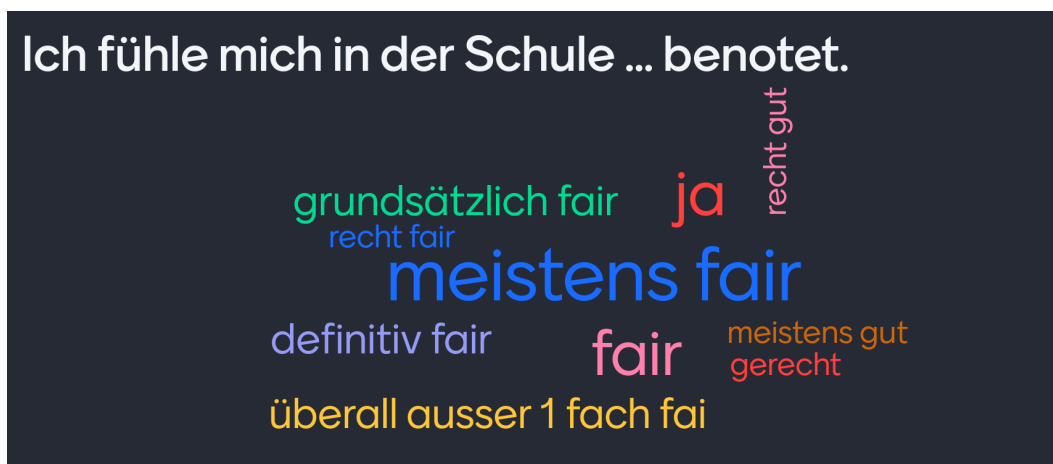 Ich fühle mich in der Schule ... benotet.
recht gut
grundsätzlich fair
ja
recht fair
meistens fair
definitiv fair
fair
meistens gut
gerecht
überall ausser 1 fach fai